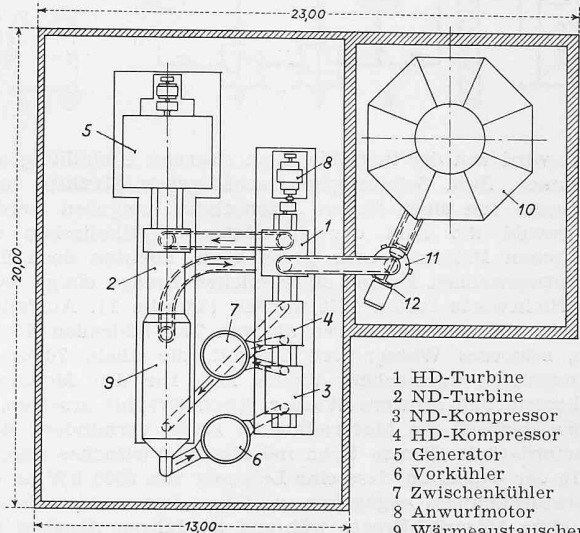 23,00
20,00
5
8
1
2
7
4
3
9
6
10
11
12
13,00
1 HD-Turbine
2 ND-Turbine
3 ND-Kompressor
4 HD-Kompressor
5 Generator
6 Vorkühler
7 Zwischenkühler
8 Anwurfmotor
9 Wärmeaustauscher